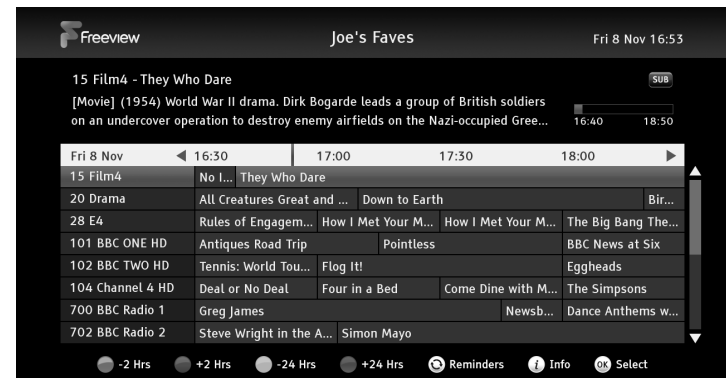 Freeview Joe's Faves Fri 8 Nov 16:53
15 Film4 - They Who Dare SUB
[Movie] (1954) World War II drama. Dirk Bogarde leads a group of British soldiers
on an undercover operation to destroy enemy airfields on the Nazi-occupied Gree... 16:40 18:50
Fri 8 Nov 16:30 17:00 17:30 18:00
15 Film4 No I... They Who Dare
20 Drama All Creatures Great and ... Down to Earth Bir...
28 E4 Rules of Engagem... How I Met Your M... How I Met Your M... The Big Bang The...
101 BBC ONE HD Antiques Road Trip Pointless BBC News at Six
102 BBC TWO HD Tennis: World Tou... Flog It! Eggheads
104 Channel 4 HD Deal or No Deal Four in a Bed Come Dine with M... The Simpsons
700 BBC Radio 1 Greg James Newsb... Dance Anthems w...
702 BBC Radio 2 Steve Wright in the A... Simon Mayo
-2 Hrs +2 Hrs -24 Hrs +24 Hrs Reminders i Info OK Select